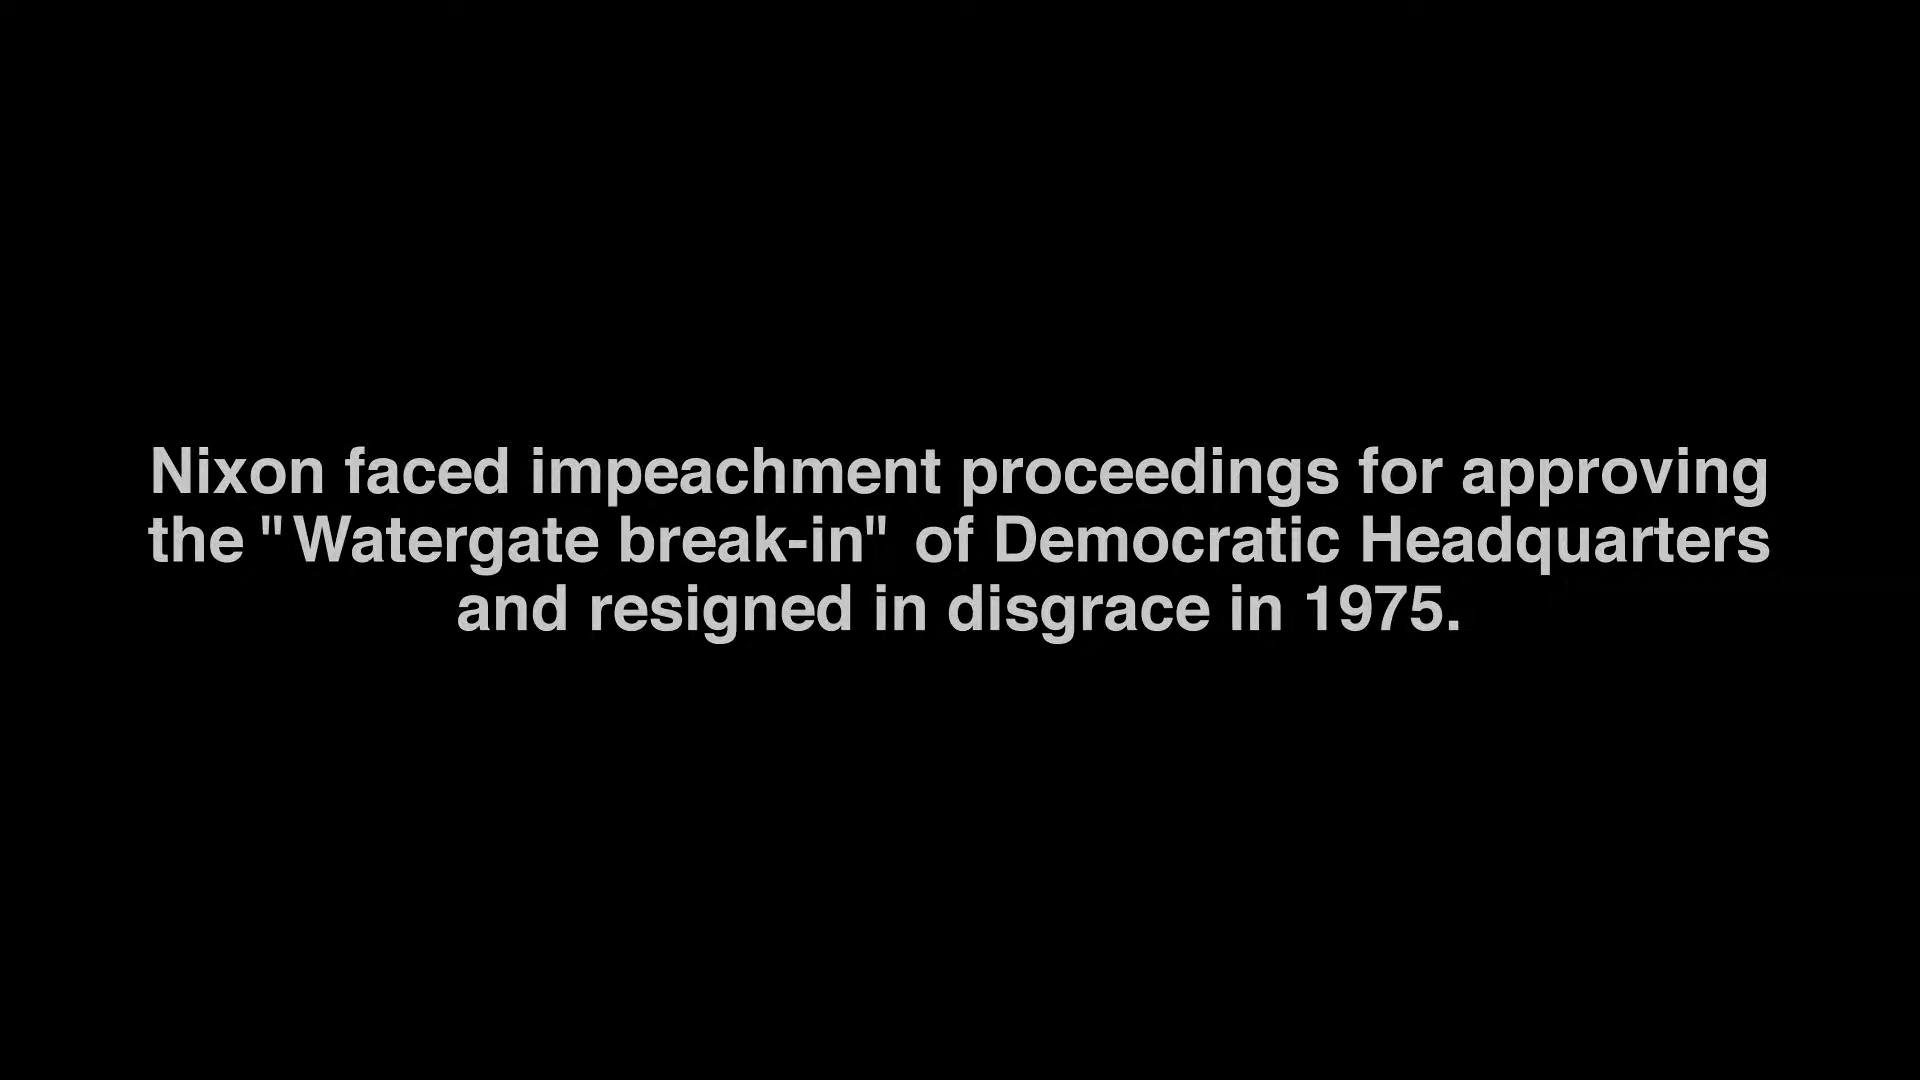 Nixon faced impeachment proceedings for approving
the "Watergate break-in" of Democratic Headquarters
and resigned in disgrace in 1975.